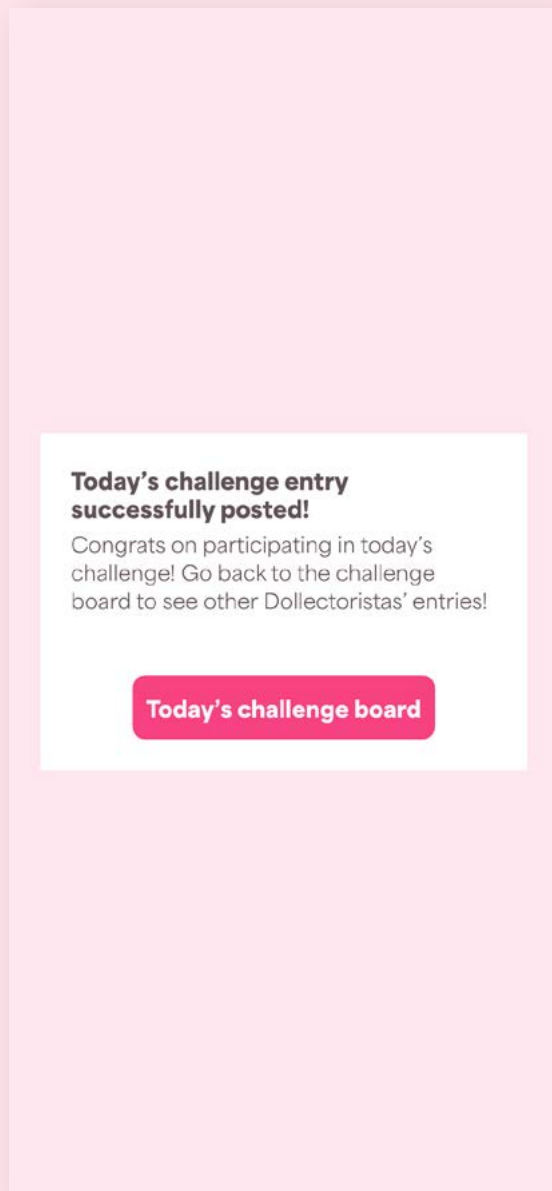 Today’s challenge entry
successfully posted!
Congrats on participating in today’s
challenge! Go back to the challenge
board to see other Dollectoristas’ entries!
Today’s challenge board